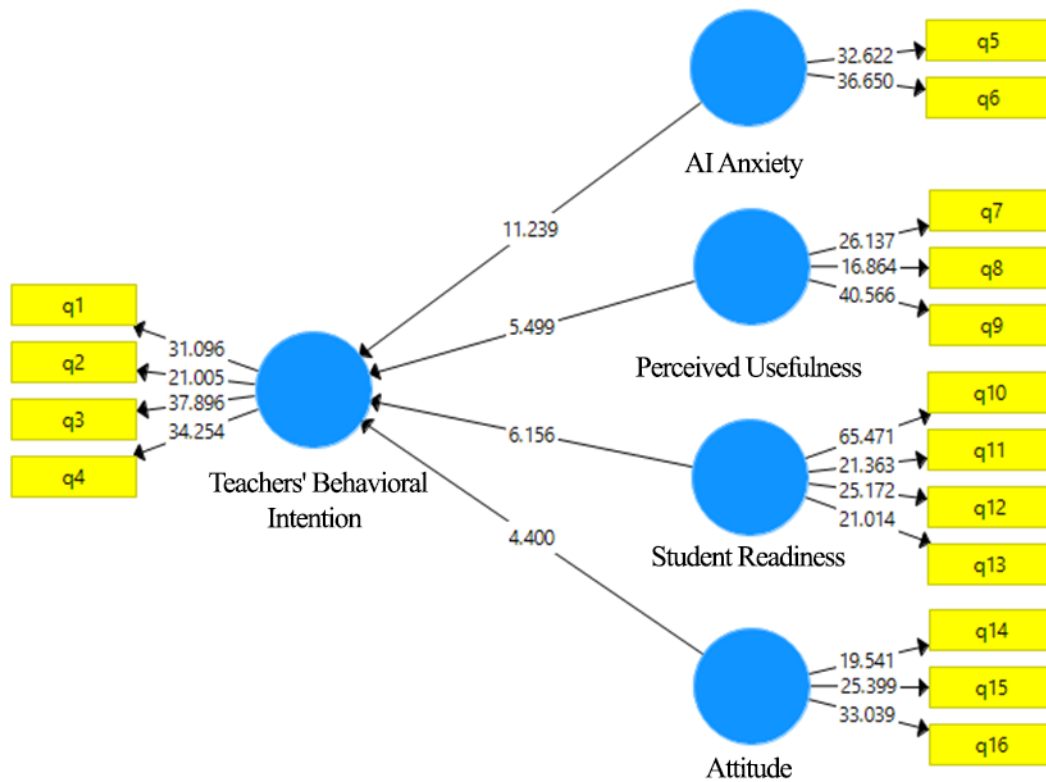 q1
q2
q3
q4
31.096
21.005
37.896
34.254
Teachers' Behavioral
Intention
11.239
5.499
6.156
4.400
AI Anxiety
32.622
36.650
q5
q6
Perceived Usefulness
26.137
16.864
40.566
q7
q8
q9
Student Readiness
65.471
21.363
25.172
21.014
q10
q11
q12
q13
Attitude
19.541
25.399
33.039
q14
q15
q16